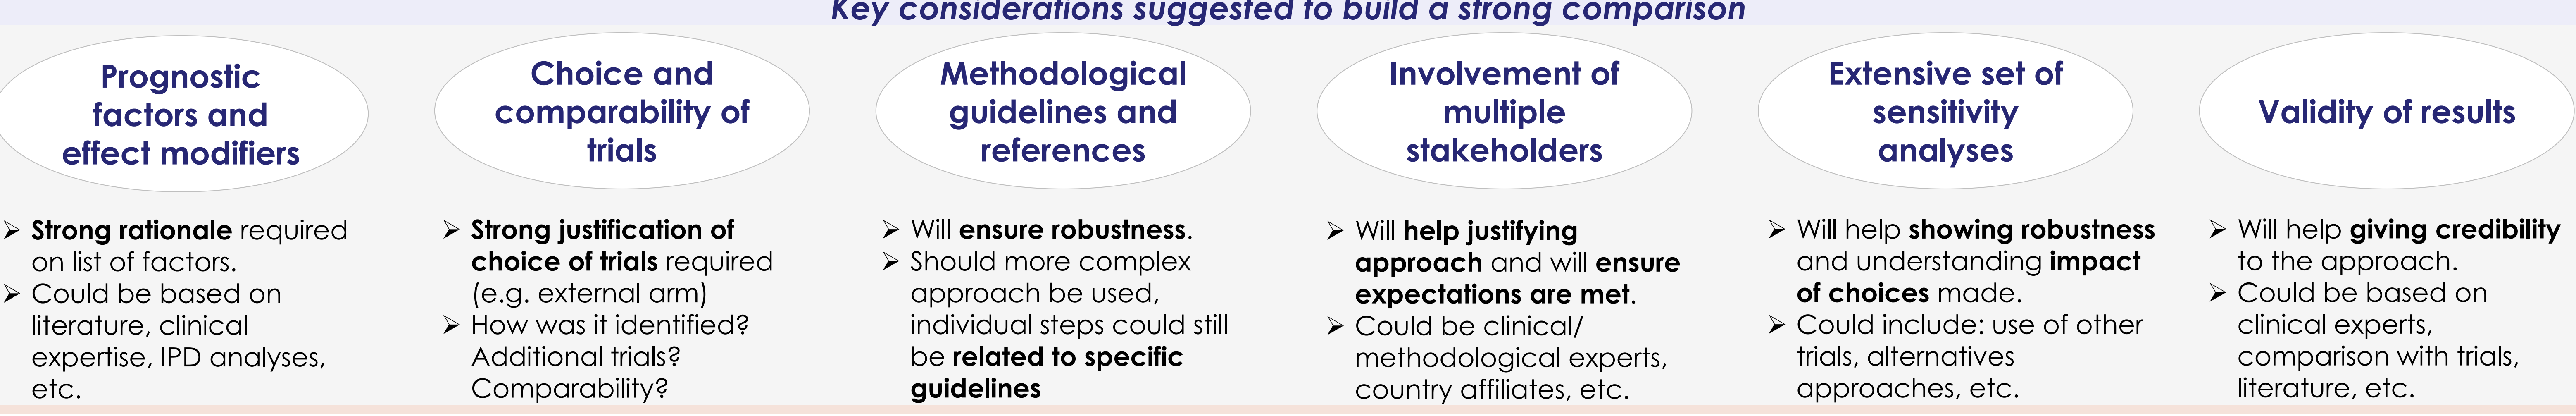 Key considerations suggested to build a strong comparison
Prognostic
factors and
effect modifiers
➢ Strong rationale required
on list of factors.
➢ Could be based on
literature, clinical
expertise, IPD analyses,
etc.
Choice and
comparability of
trials
➢ Strong justification of
choice of trials required
(e.g. external arm)
➢ How was it identified?
Additional trials?
Comparability?
Methodological
guidelines and
references
➢ Will ensure robustness.
➢ Should more complex
approach be used,
individual steps could still
be related to specific
guidelines
Involvement of
multiple
stakeholders
➢ Will help justifying
approach and will ensure
expectations are met.
➢ Could be clinical/
methodological experts,
country affiliates, etc.
Extensive set of
sensitivity
analyses
➢ Will help showing robustness
and understanding impact
of choices made.
➢ Could include: use of other
trials, alternatives
approaches, etc.
Validity of results
➢ Will help giving credibility
to the approach.
➢ Could be based on
clinical experts,
comparison with trials,
literature, etc.